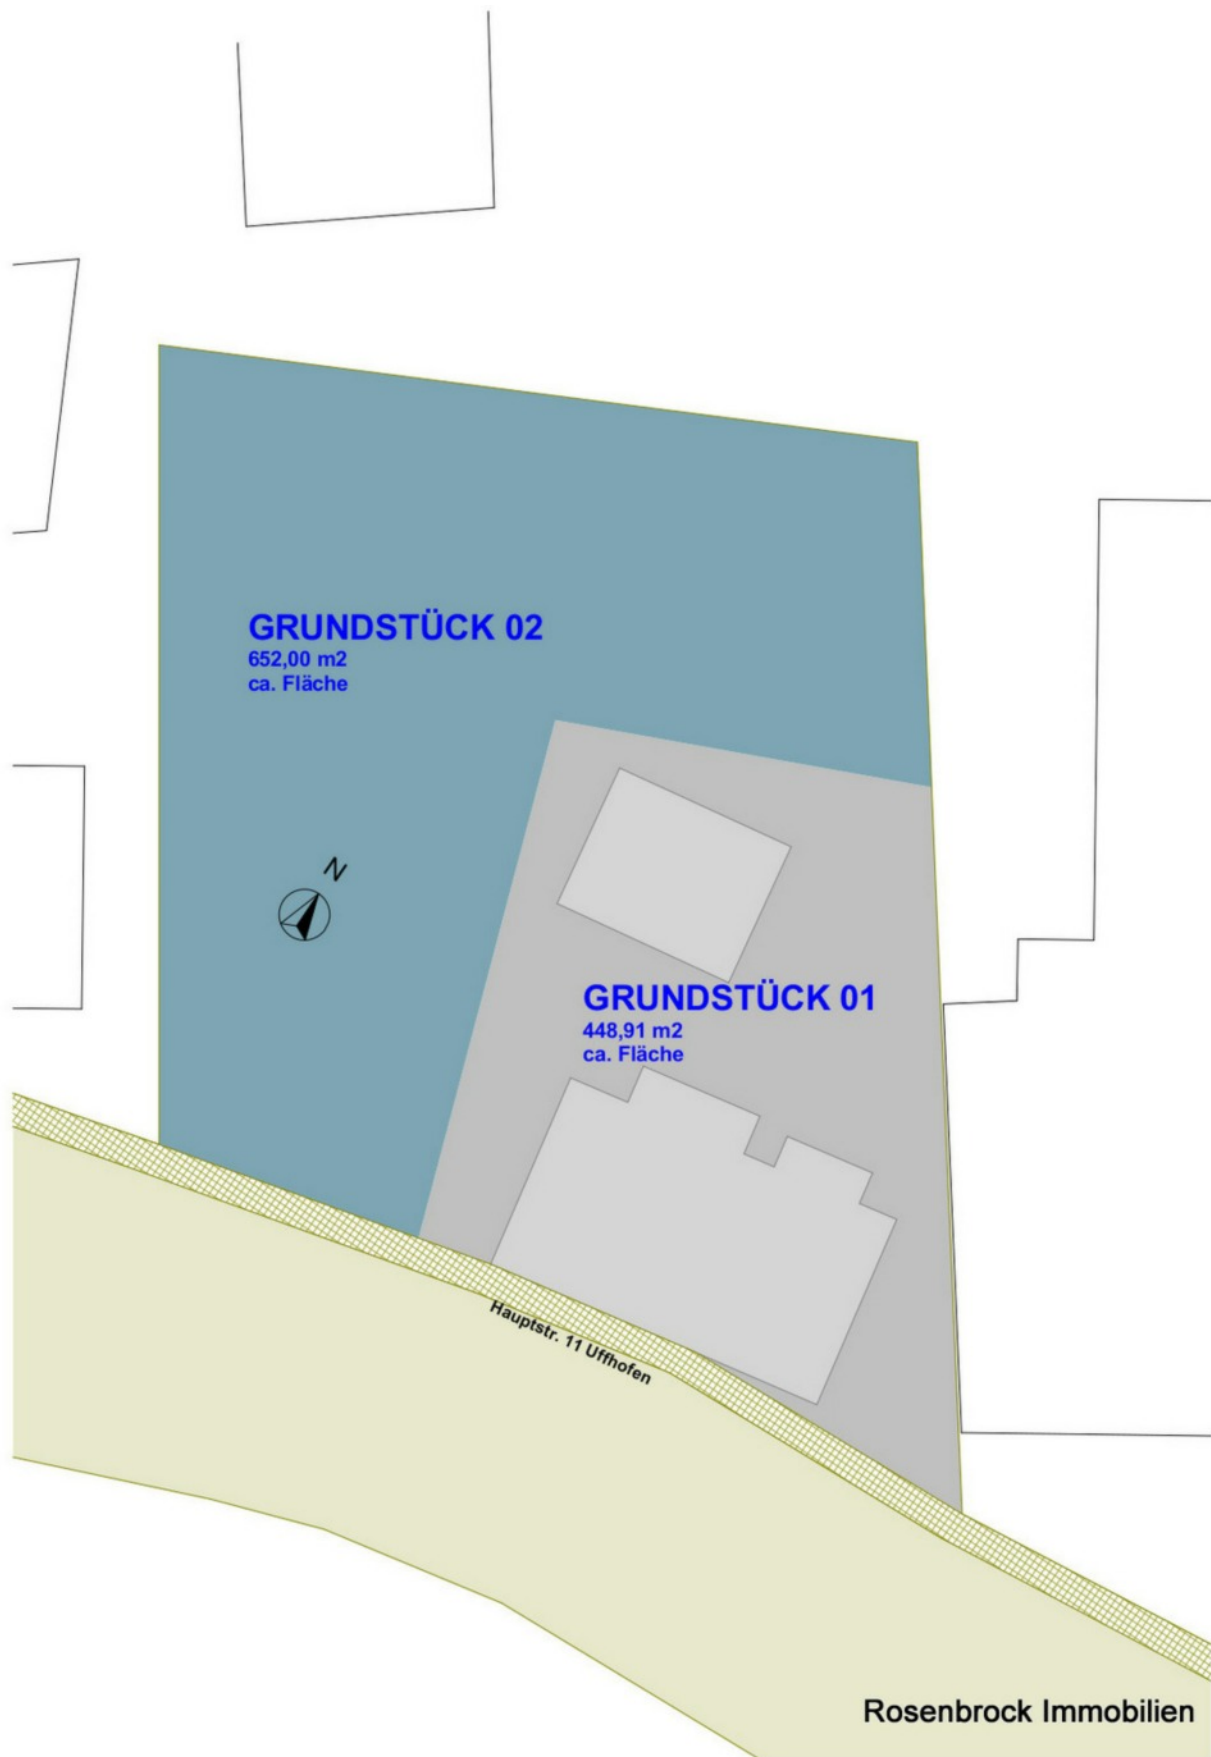 GRUNDSTÜCK 02
652,00 m2
ca. Fläche
N
GRUNDSTÜCK 01
448,91 m2
ca. Fläche
Hauptstr. 11 Uffhofen
Rosenbrock Immobilien